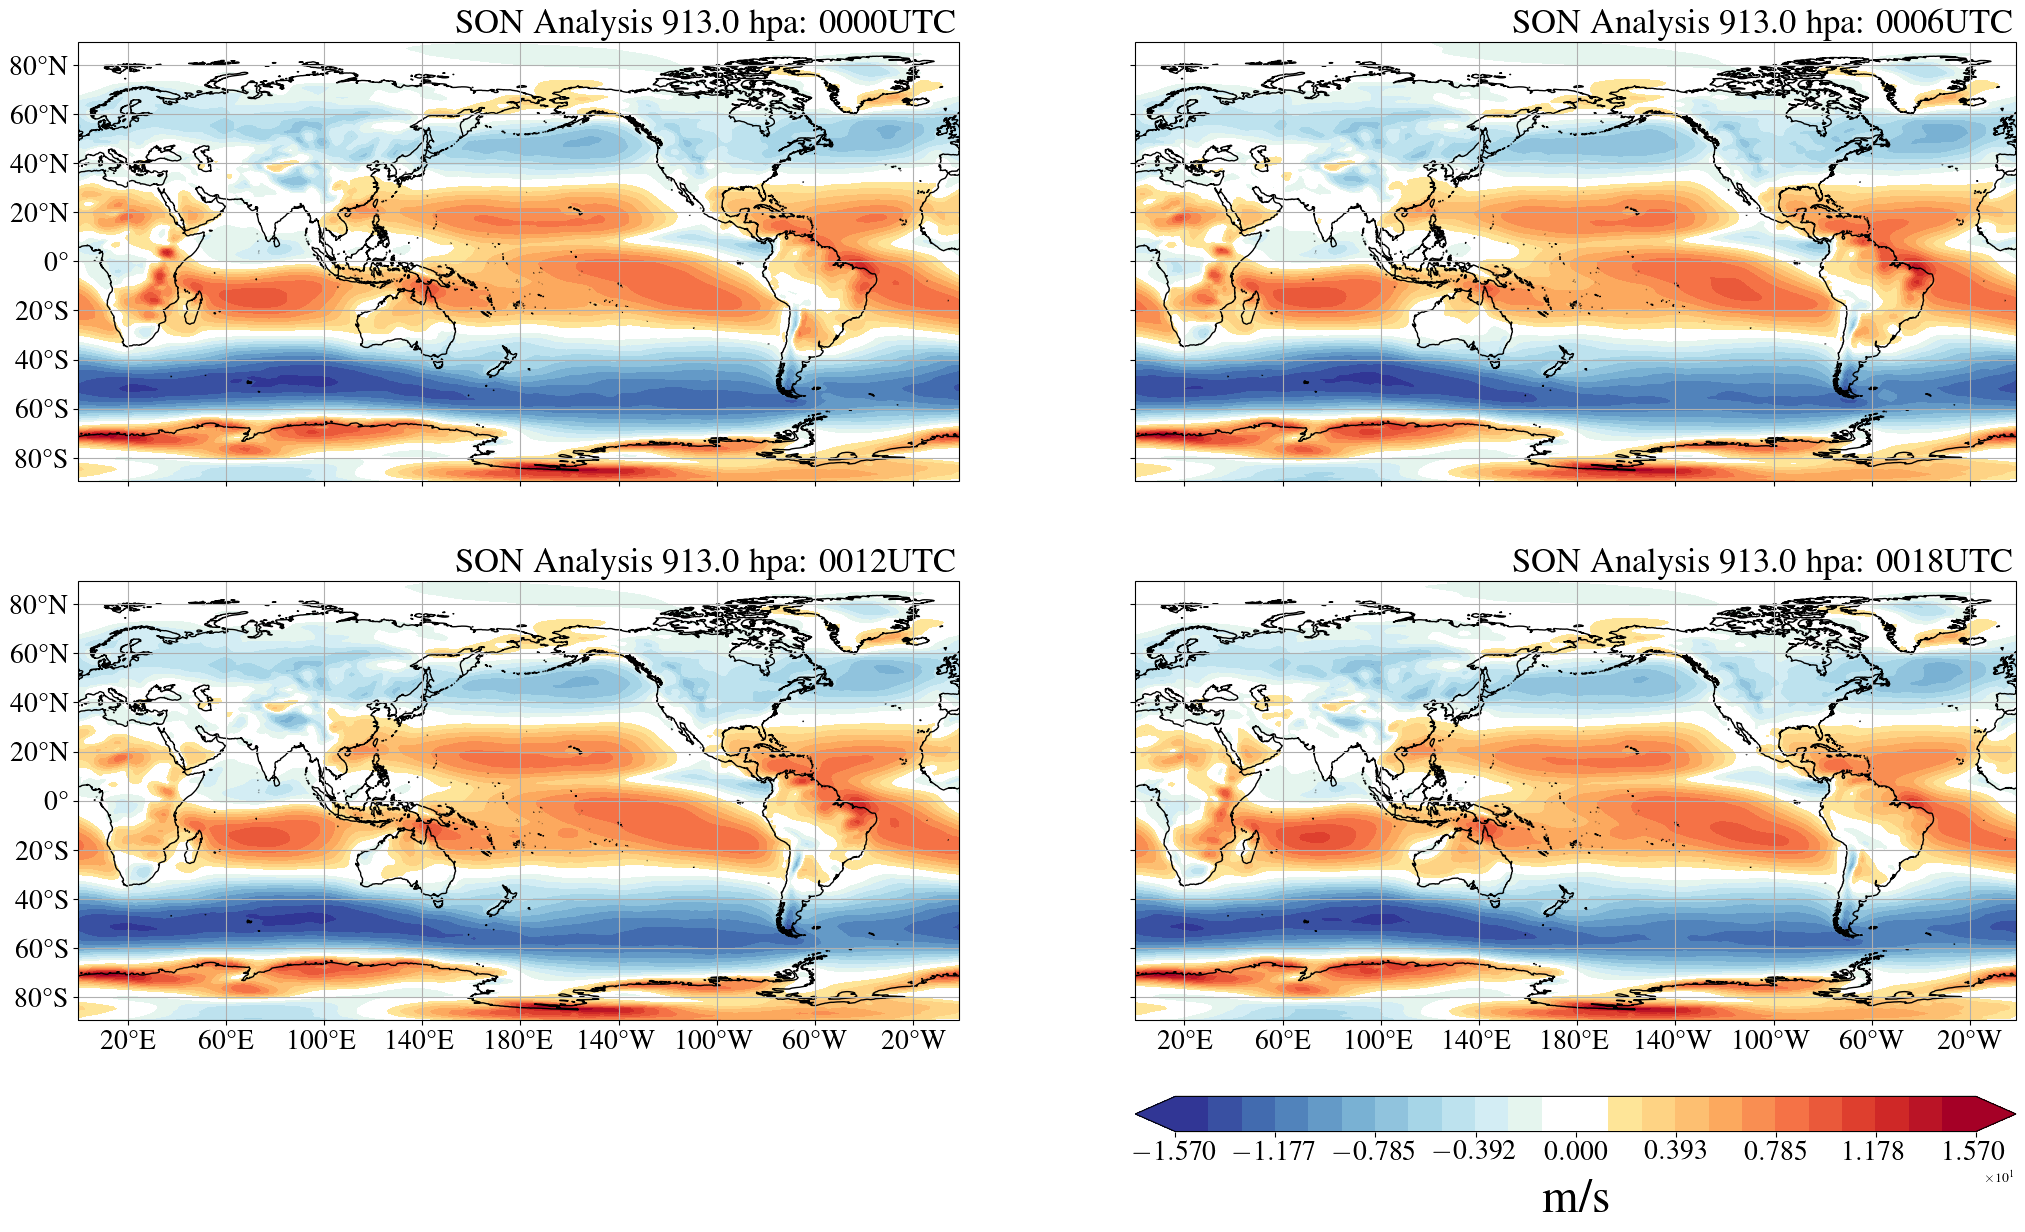 SON Analysis 913.0 hpa: 0000UTC
SON Analysis 913.0 hpa: 0006UTC
80°N
60°N
40°N
20°N
0°
20°S
40°S
60°S
80°S
SON Analysis 913.0 hpa: 0012UTC
SON Analysis 913.0 hpa: 0018UTC
80°N
60°N
40°N
20°N
0°
20°S
40°S
60°S
80°S
20°E 60°E 100°E 140°E 180°E 140°W 100°W 60°W 20°W
20°E 60°E 100°E 140°E 180°E 140°W 100°W 60°W 20°W
−1.570 −1.177 −0.785 −0.392 0.000 0.393 0.785 1.178 1.570
×10¹
m/s